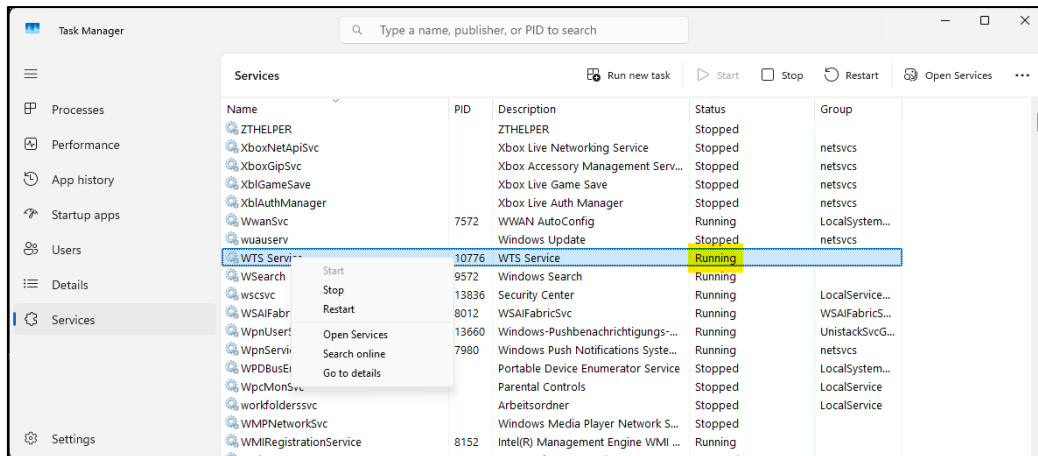 Task Manager
Type a name, publisher, or PID to search
Services
Run new task
Start
Stop
Restart
Open Services
Processes
Performance
App history
Startup apps
Users
Details
Services
Settings
Name PID Description Status Group
ZTHELPER ZTHELPER Stopped
XboxNetApiSvc Xbox Live Networking Service Stopped netsvcs
XboxGipSvc Xbox Accessory Management Serv... Stopped netsvcs
XblGameSave Xbox Live Game Save Stopped netsvcs
XblAuthManager Xbox Live Auth Manager Stopped netsvcs
WwanSvc 7572 WWAN AutoConfig Running LocalSystem...
wuauserv Windows Update Stopped netsvcs
WTS Service 10776 WTS Service Running
WSearch 9572 Windows Search Running
wscsvc 13836 Security Center Running LocalService...
WSAIFabr 8012 WSAIFabricSvc Running WSAIFabricS...
WpnUserS 13660 Windows-Pushbenachrichtigungs-... Running UnistackSvcG...
WpnServi 7980 Windows Push Notifications Syste... Running netsvcs
WPDBusE Portable Device Enumerator Service Stopped LocalSystem...
WpcMonSvc Parental Controls Stopped LocalService
workfolderssvc Arbeitsordner Stopped LocalService
WMPNetworkSvc Windows Media Player Network S... Stopped
WMIRegistrationService 8152 Intel(R) Management Engine WMI ... Running
Start
Stop
Restart
Open Services
Search online
Go to details